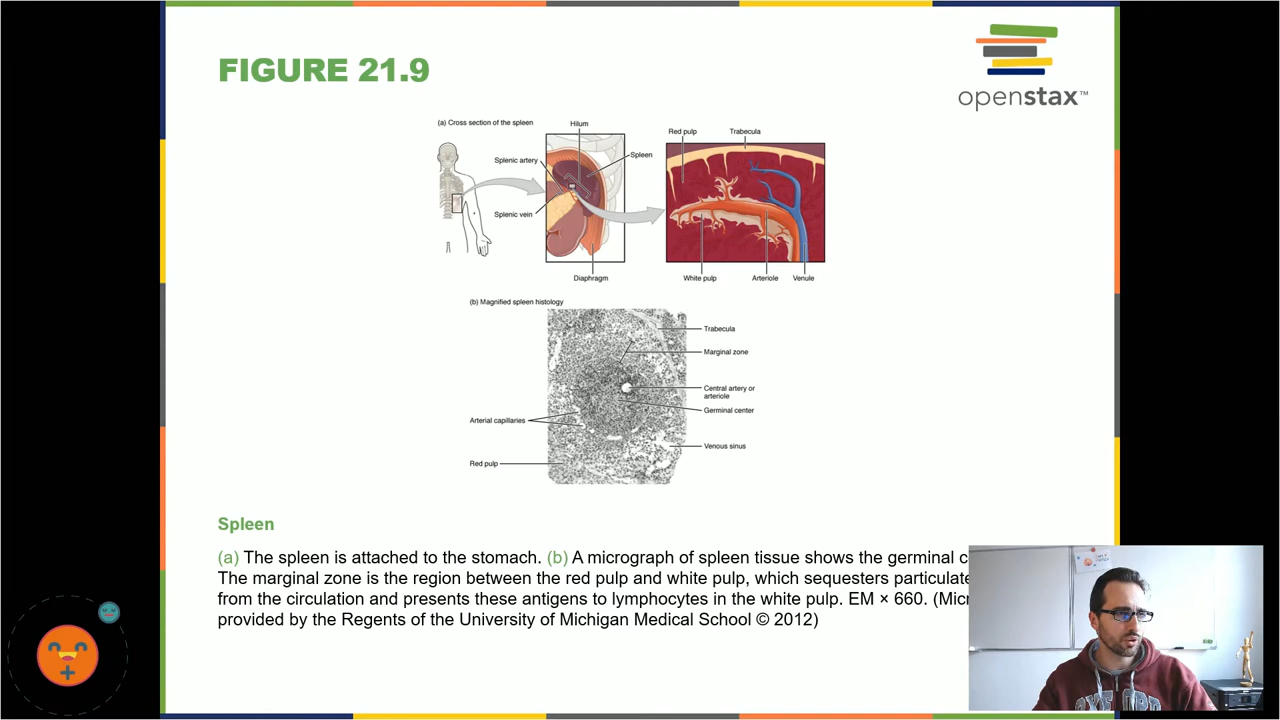 FIGURE 21.9
openstax™
(a) Cross section of the spleen
Hilum
Splenic artery
Spleen
Splenic vein
Diaphragm
Red pulp
Trabecula
White pulp
Arteriole
Venule
(b) Magnified spleen histology
Trabecula
Marginal zone
Central artery or
arteriole
Germinal center
Arterial capillaries
Venous sinus
Red pulp
Spleen
(a) The spleen is attached to the stomach. (b) A micrograph of spleen tissue shows the germinal c
The marginal zone is the region between the red pulp and white pulp, which sequesters particulate
from the circulation and presents these antigens to lymphocytes in the white pulp. EM × 660. (Mic
provided by the Regents of the University of Michigan Medical School © 2012)